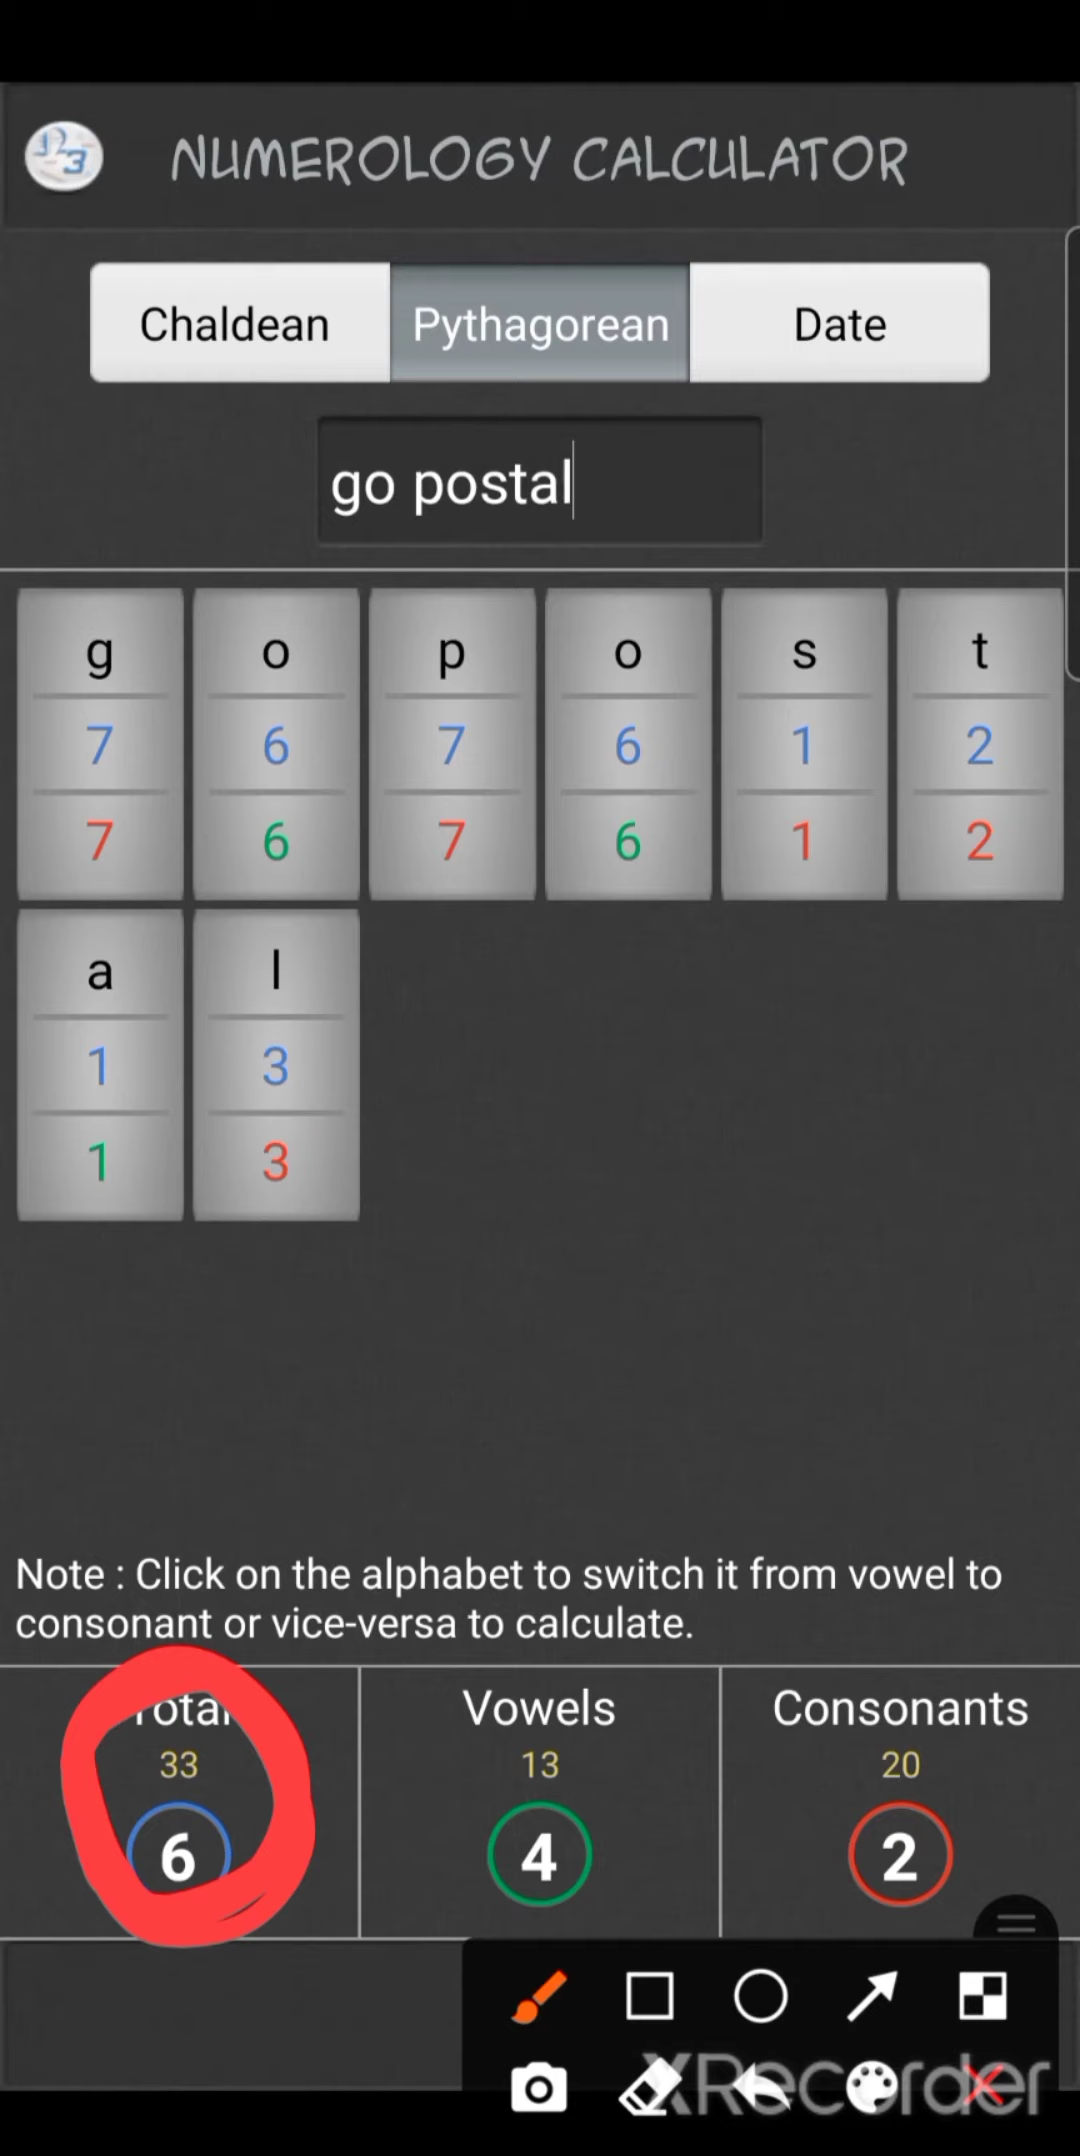 NUMEROLOGY CALCULATOR
Chaldean Pythagorean Date
go postal
g o p o s t
7 6 7 6 1 2
7 6 7 6 1 2
a l
1 3
1 3
Note : Click on the alphabet to switch it from vowel to
consonant or vice-versa to calculate.
Total Vowels Consonants
33 13 20
6 4 2
XRecorder